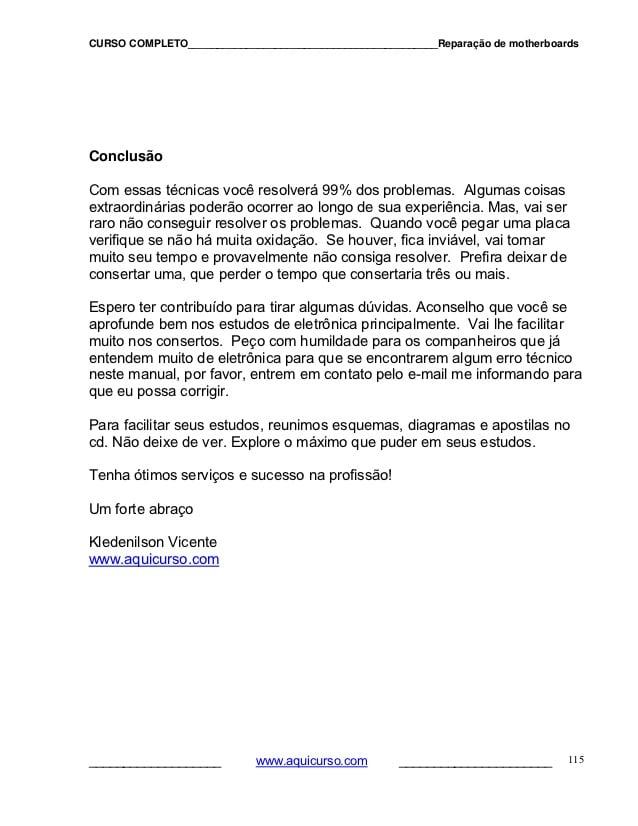 CURSO COMPLETO___________________________________________Reparação de motherboards
Conclusão
Com essas técnicas você resolverá 99% dos problemas.  Algumas coisas
extraordinárias poderão ocorrer ao longo de sua experiência. Mas, vai ser
raro não conseguir resolver os problemas.  Quando você pegar uma placa
verifique se não há muita oxidação.  Se houver, fica inviável, vai tomar
muito seu tempo e provavelmente não consiga resolver.  Prefira deixar de
consertar uma, que perder o tempo que consertaria três ou mais.
Espero ter contribuído para tirar algumas dúvidas. Aconselho que você se
aprofunde bem nos estudos de eletrônica principalmente.  Vai lhe facilitar
muito nos consertos.  Peço com humildade para os companheiros que já
entendem muito de eletrônica para que se encontrarem algum erro técnico
neste manual, por favor, entrem em contato pelo e-mail me informando para
que eu possa corrigir.
Para facilitar seus estudos, reunimos esquemas, diagramas e apostilas no
cd. Não deixe de ver. Explore o máximo que puder em seus estudos.
Tenha ótimos serviços e sucesso na profissão!
Um forte abraço
Kledenilson Vicente
www.aquicurso.com
___________________ www.aquicurso.com ______________________ 115